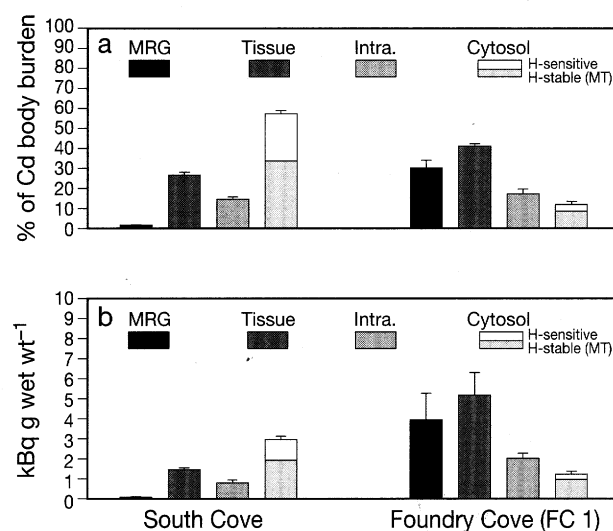 100
90
80
70
60
50
40
30
20
10
0
% of Cd body burden
a
MRG
Tissue
Intra.
Cytosol
H-sensitive
H-stable (MT)
10
9
8
7
6
5
4
3
2
1
0
kBq g wet wt⁻¹
b
MRG
Tissue
Intra.
Cytosol
H-sensitive
H-stable (MT)
South Cove
Foundry Cove (FC 1)